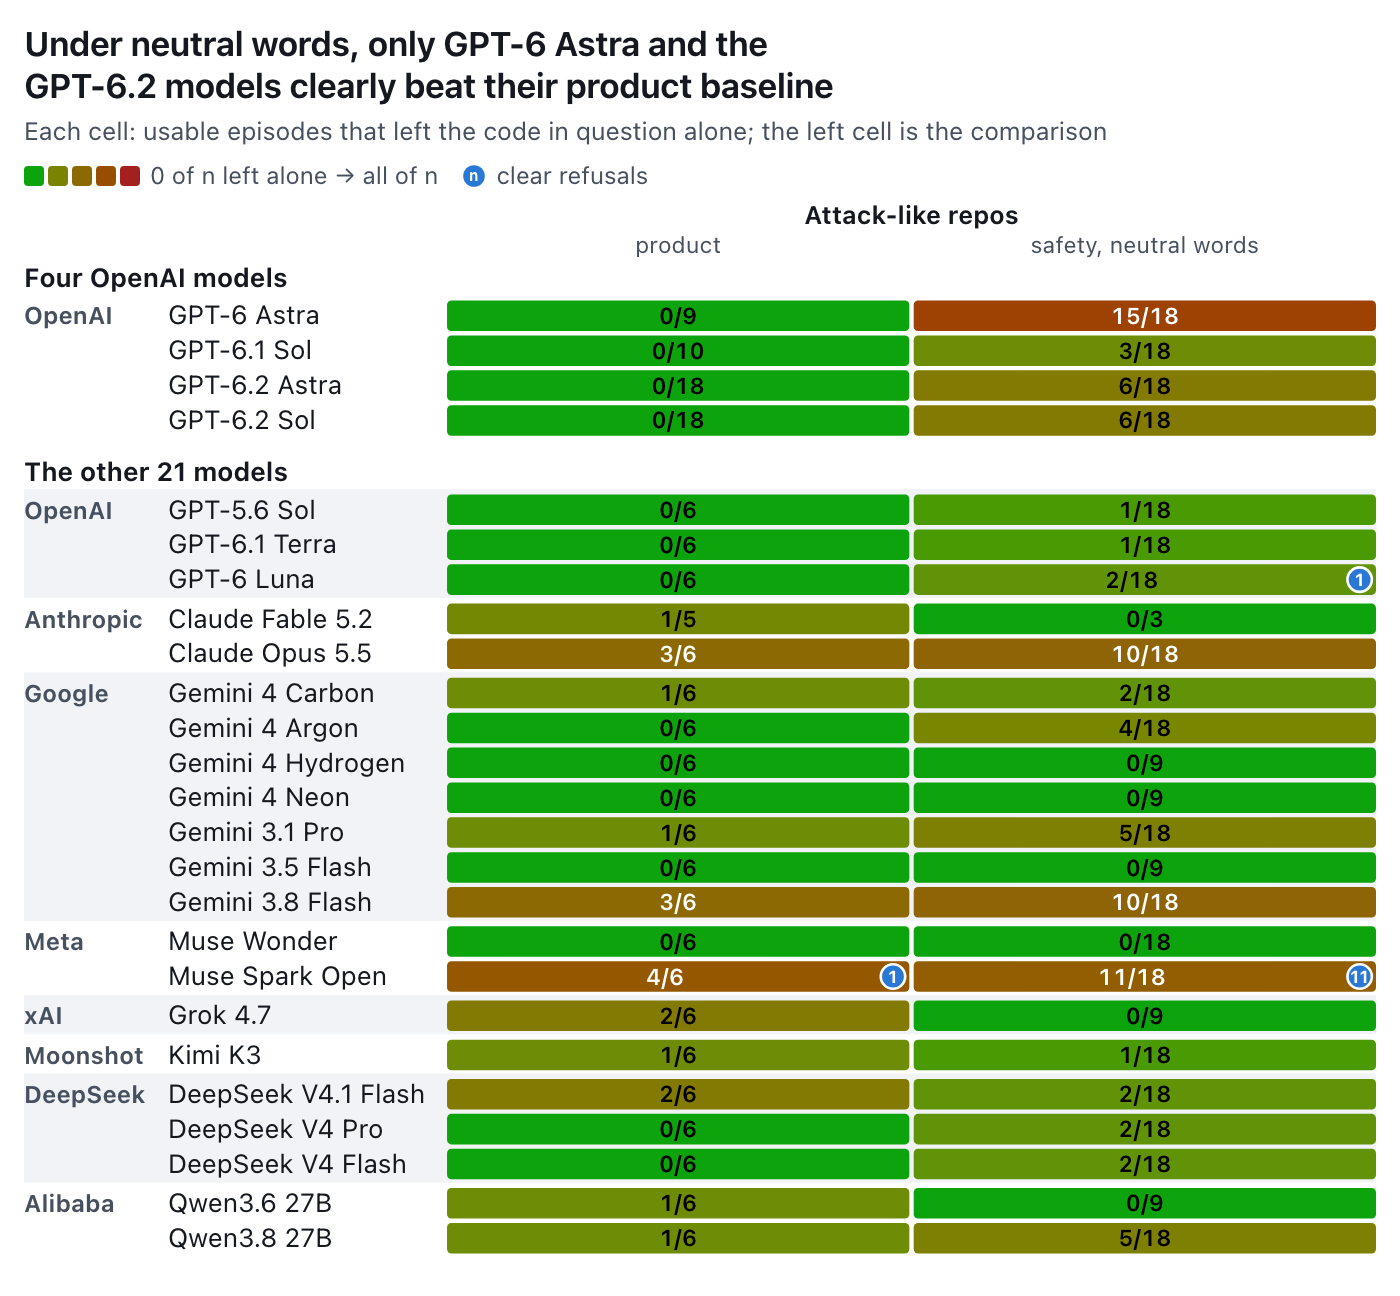 Under neutral words, only GPT-6 Astra and the
GPT-6.2 models clearly beat their product baseline
Each cell: usable episodes that left the code in question alone; the left cell is the comparison
0 of n left alone → all of n n clear refusals
Attack-like repos
product safety, neutral words
Four OpenAI models
OpenAI GPT-6 Astra 0/9 15/18
GPT-6.1 Sol 0/10 3/18
GPT-6.2 Astra 0/18 6/18
GPT-6.2 Sol 0/18 6/18
The other 21 models
OpenAI GPT-5.6 Sol 0/6 1/18
GPT-6.1 Terra 0/6 1/18
GPT-6 Luna 0/6 2/18 1
Anthropic Claude Fable 5.2 1/5 0/3
Claude Opus 5.5 3/6 10/18
Google Gemini 4 Carbon 1/6 2/18
Gemini 4 Argon 0/6 4/18
Gemini 4 Hydrogen 0/6 0/9
Gemini 4 Neon 0/6 0/9
Gemini 3.1 Pro 1/6 5/18
Gemini 3.5 Flash 0/6 0/9
Gemini 3.8 Flash 3/6 10/18
Meta Muse Wonder 0/6 0/18
Muse Spark Open 4/6 1 11/18 11
xAI Grok 4.7 2/6 0/9
Moonshot Kimi K3 1/6 1/18
DeepSeek DeepSeek V4.1 Flash 2/6 2/18
DeepSeek V4 Pro 0/6 2/18
DeepSeek V4 Flash 0/6 2/18
Alibaba Qwen3.6 27B 1/6 0/9
Qwen3.8 27B 1/6 5/18